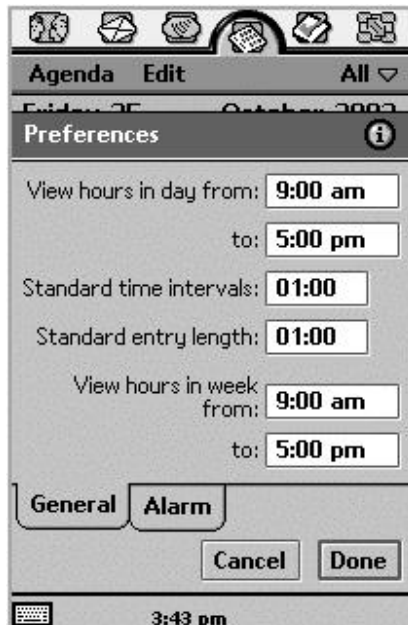 Agenda Edit All
Preferences
View hours in day from: 9:00 am
to: 5:00 pm
Standard time intervals: 01:00
Standard entry length: 01:00
View hours in week
from: 9:00 am
to: 5:00 pm
General Alarm
Cancel Done
3:43 pm